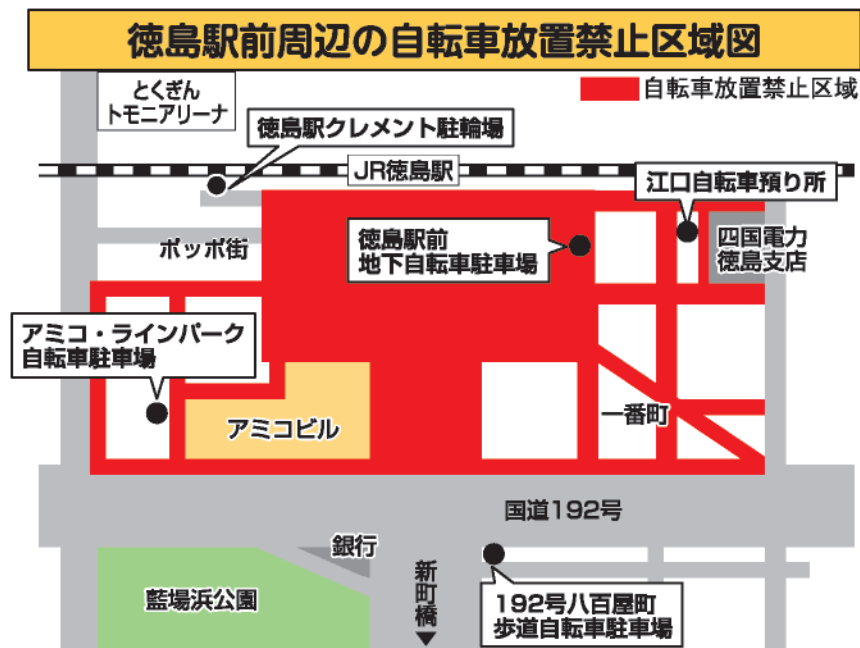 徳島駅前周辺の自転車放置禁止区域図
自転車放置禁止区域
とくぎん
トモニアリーナ
徳島駅クレメント駐輪場
JR徳島駅
江口自転車預り所
ポッポ街
徳島駅前
地下自転車駐車場
四国電力
徳島支店
アミコ・ラインパーク
自転車駐車場
アミコビル
一番町
国道192号
銀行
藍場浜公園
新町橋
192号八百屋町
歩道自転車駐車場